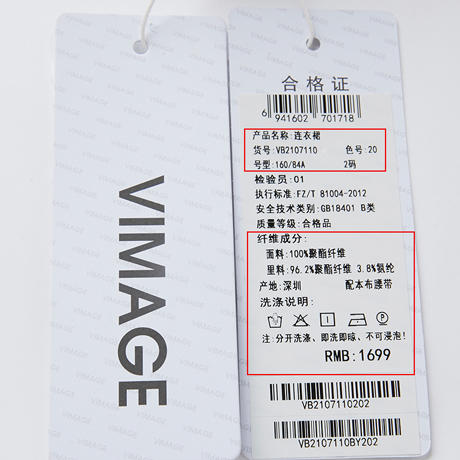 VIMAGE
合格证
6 941602 701718
产品名称:连衣裙
货号:VB2107110 色号:20
号型:160/84A 2码
检验员:01
执行标准:FZ/T 81004-2012
安全技术类别:GB18401 B类
质量等级:合格品
纤维成分:
面料:100%聚酯纤维
里料:96.2%聚酯纤维 3.8%氨纶
产地:深圳 配本布腰带
洗涤说明:
注:分开洗涤、即洗即晾、不可浸泡!
RMB:1699
VB2107110202
VB2107110BY202